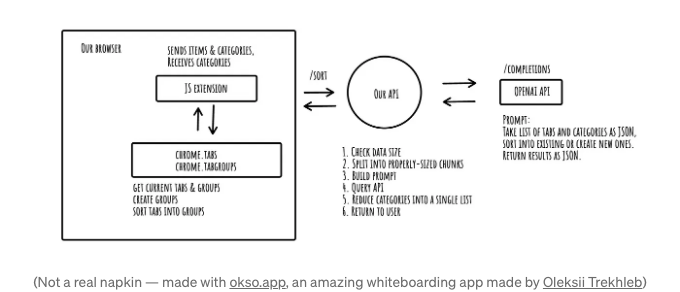 OUR BROWSER
SENDS ITEMS & CATEGORIES,
RECEIVES CATEGORIES
JS EXTENSION
CHROME.TABS
CHROME.TABGROUPS
GET CURRENT TABS & GROUPS
CREATE GROUPS
SORT TABS INTO GROUPS
/SORT
OUR API
1. CHECK DATA SIZE
2. SPLIT INTO PROPERLY-SIZED CHUNKS
3. BUILD PROMPT
4. QUERY API
5. REDUCE CATEGORIES INTO A SINGLE LIST
6. RETURN TO USER
/COMPLETIONS
OPENAI API
PROMPT:
TAKE LIST OF TABS AND CATEGORIES AS JSON,
SORT INTO EXISTING OR CREATE NEW ONES.
RETURN RESULTS AS JSON.
(Not a real napkin — made with okso.app, an amazing whiteboarding app made by Oleksii Trekhleb)